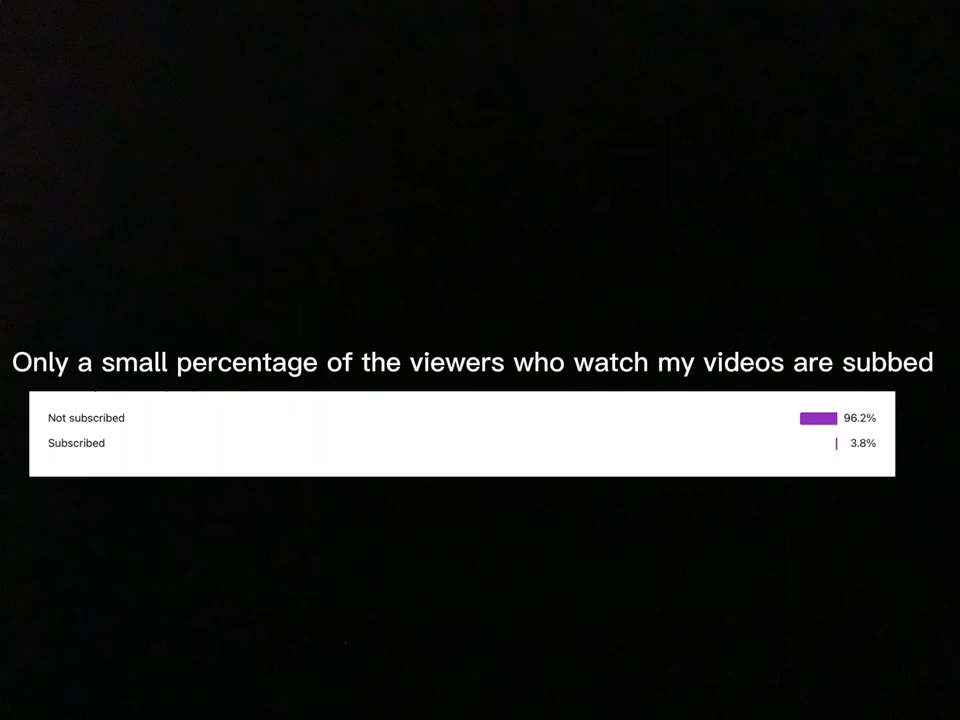 Only a small percentage of the viewers who watch my videos are subbed
Not subscribed 96.2%
Subscribed 3.8%